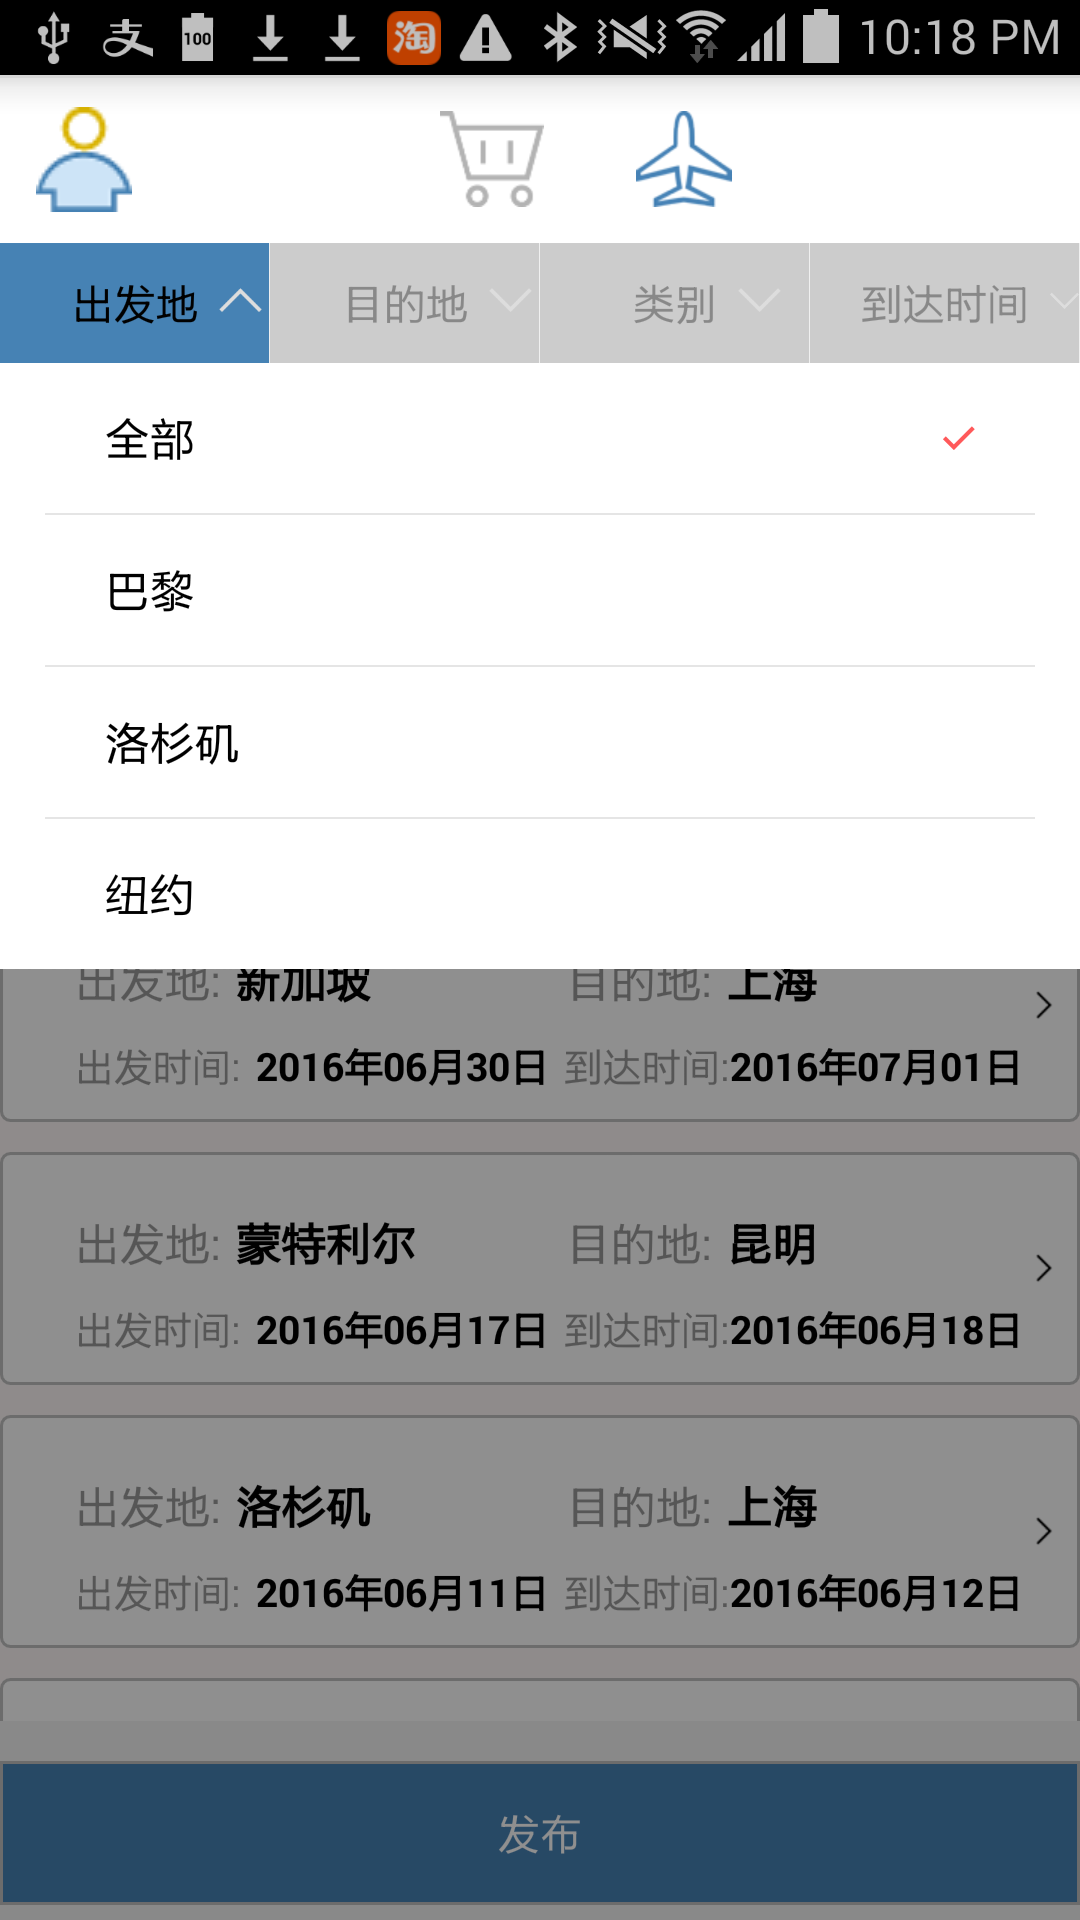 100 淘 10:18 PM
出发地 目的地 类别 到达时间
全部
巴黎
洛杉矶
纽约
出发地: 新加坡 目的地: 上海
出发时间: 2016年06月30日 到达时间:2016年07月01日
出发地: 蒙特利尔 目的地: 昆明
出发时间: 2016年06月17日 到达时间:2016年06月18日
出发地: 洛杉矶 目的地: 上海
出发时间: 2016年06月11日 到达时间:2016年06月12日
发布